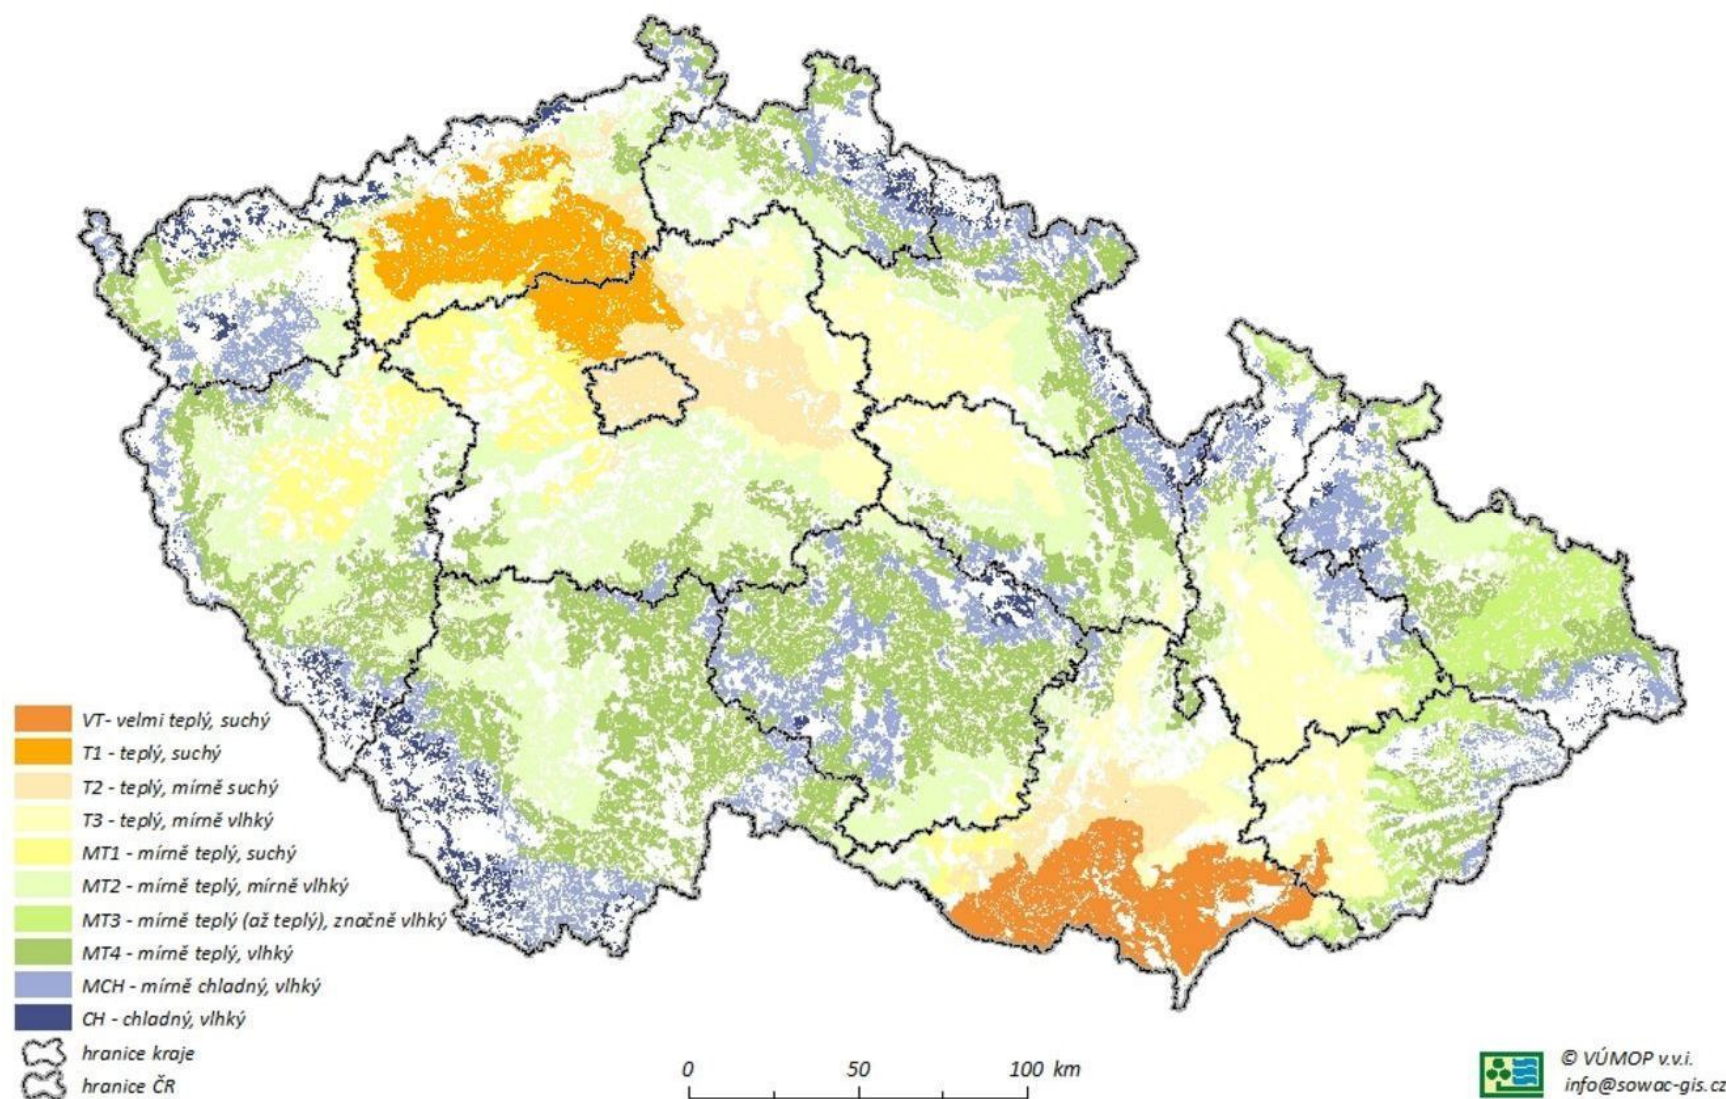 VT- velmi teplý, suchý
T1 - teplý, suchý
T2 - teplý, mírně suchý
T3 - teplý, mírně vlhký
MT1 - mírně teplý, suchý
MT2 - mírně teplý, mírně vlhký
MT3 - mírně teplý (až teplý), značně vlhký
MT4 - mírně teplý, vlhký
MCH - mírně chladný, vlhký
CH - chladný, vlhký
hranice kraje
hranice ČR
0 50 100 km
© VÚMOP v.v.i.
info@sowac-gis.cz